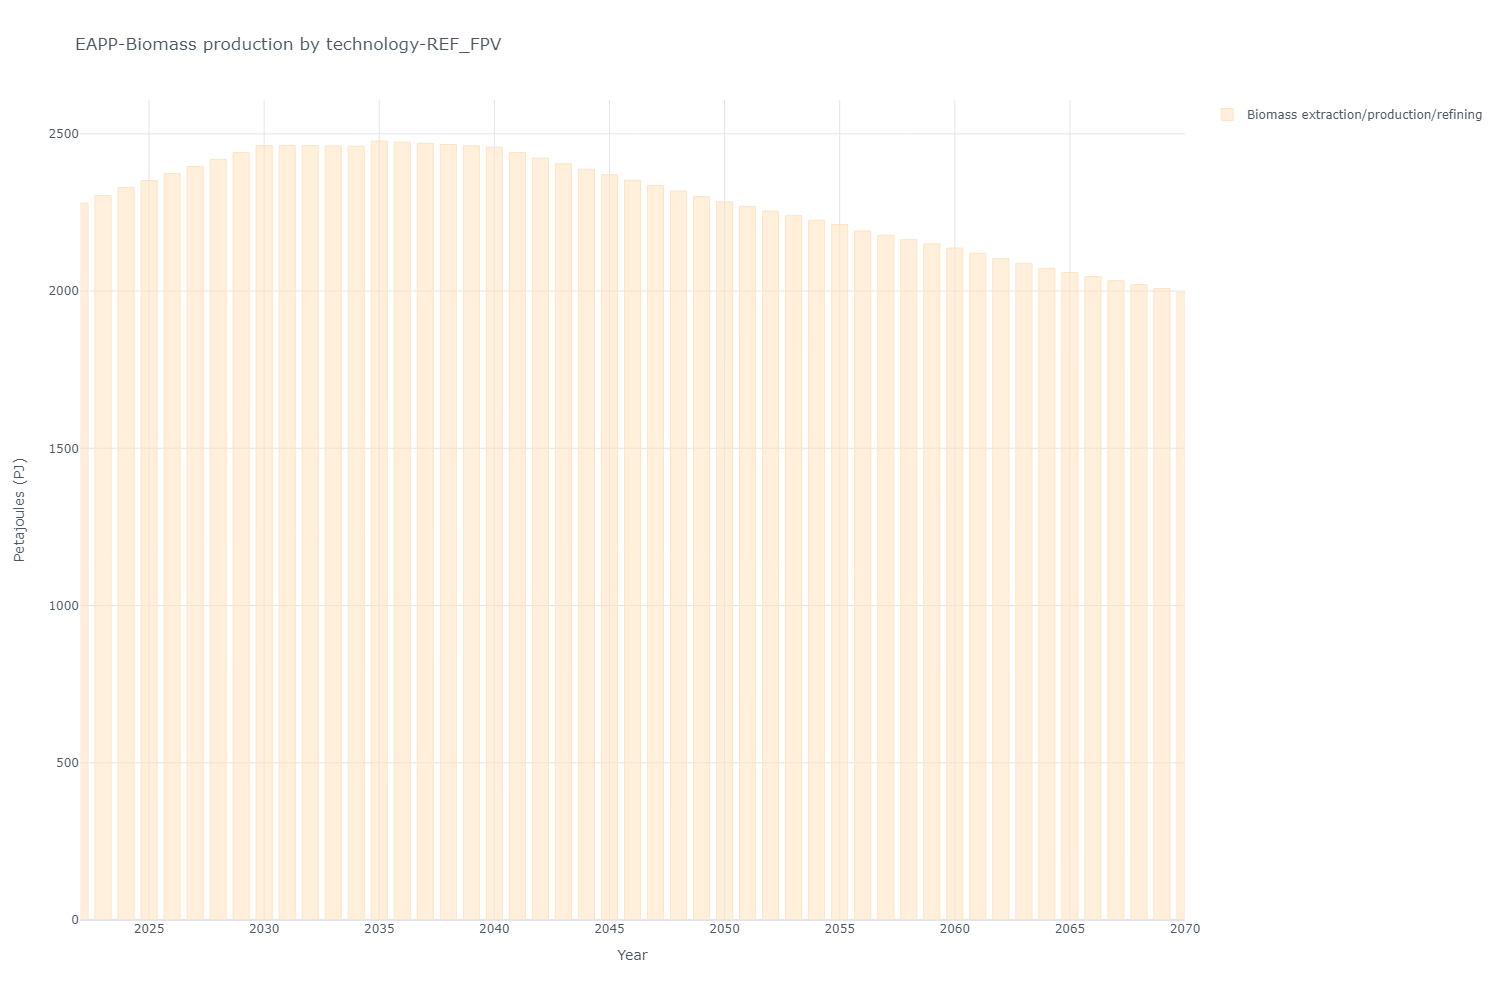 EAPP-Biomass production by technology-REF_FPV
Biomass extraction/production/refining
2500
2000
1500
1000
500
0
Petajoules (PJ)
2025 2030 2035 2040 2045 2050 2055 2060 2065 2070
Year